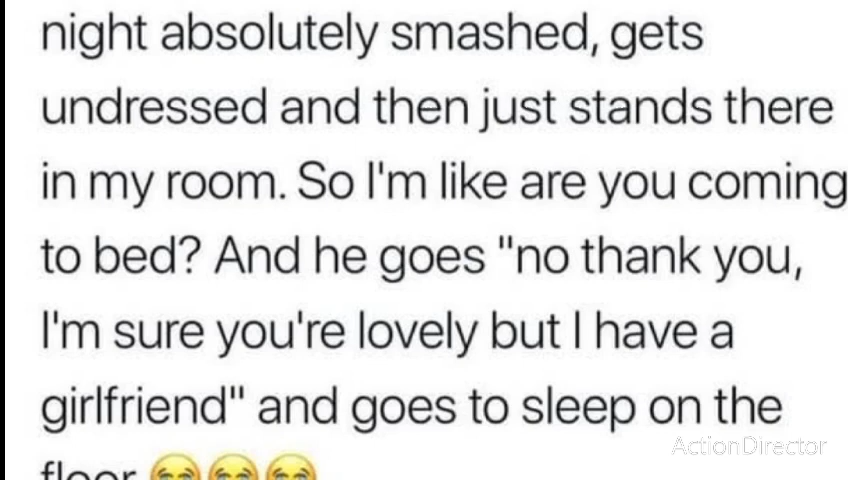 night absolutely smashed, gets
undressed and then just stands there
in my room. So I'm like are you coming
to bed? And he goes "no thank you,
I'm sure you're lovely but I have a
girlfriend" and goes to sleep on the
floor 😂😂😂
ActionDirector